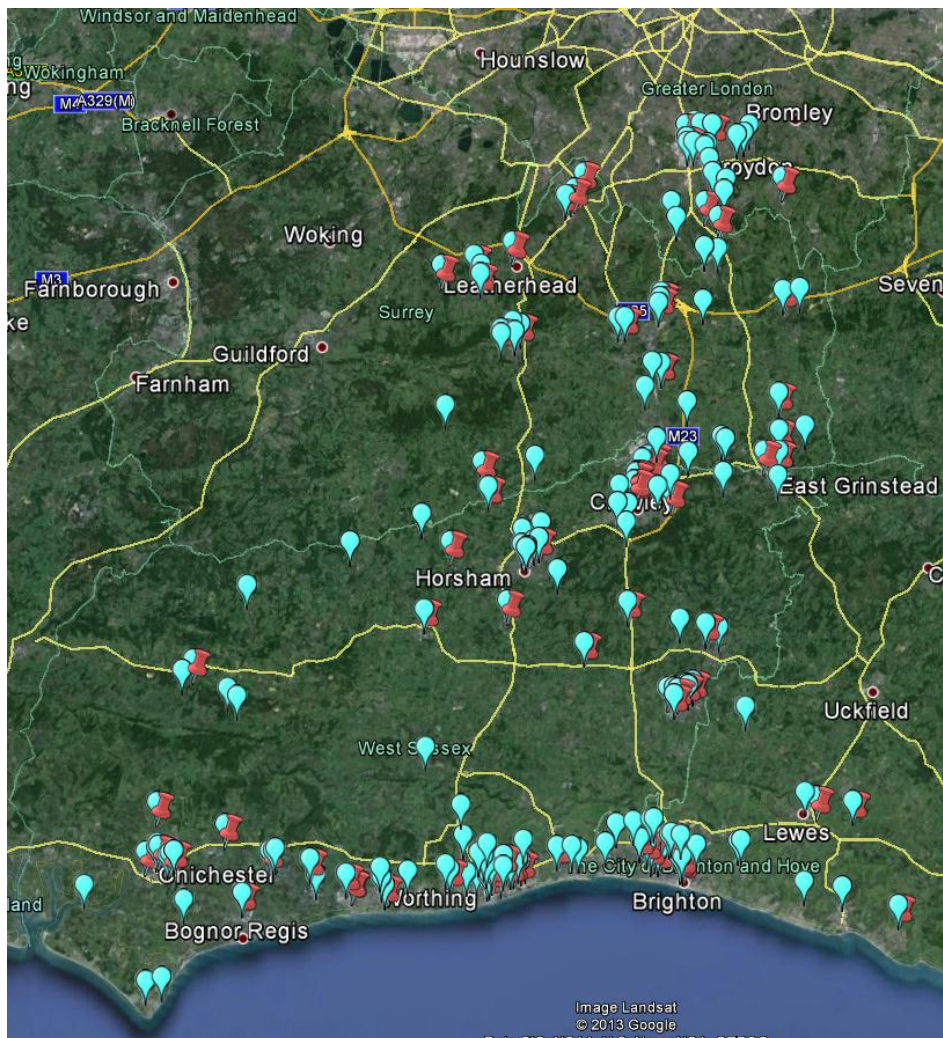 Windsor and Maidenhead
Hounslow
Wokingham
M4
A329(M)
Greater London
Bromley
Bracknell Forest
Croydon
Woking
M3
Farnborough
Leatherhead
Surrey
Guildford
Farnham
M23
East Grinstead
Crawley
Horsham
Uckfield
West Sussex
Lewes
Chichester
The City of Brighton and Hove
Worthing
Brighton
Bognor Regis
Image Landsat
© 2013 Google